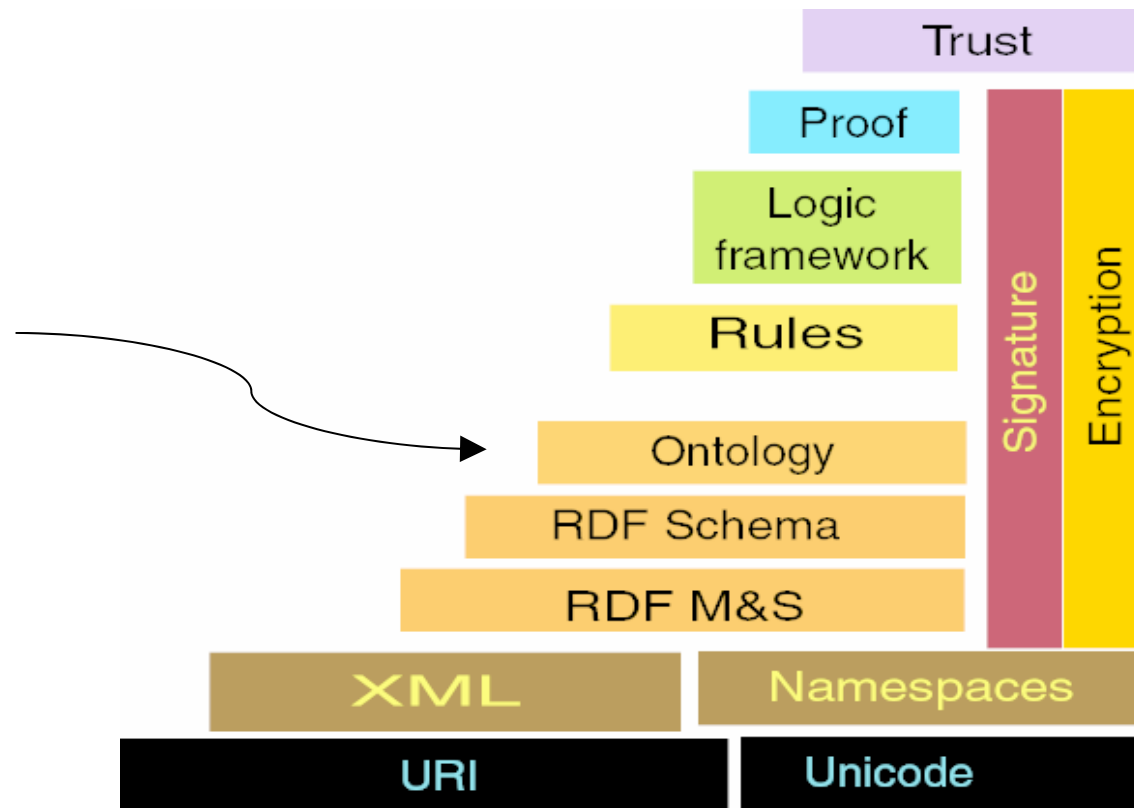 Trust
Proof
Logic
framework
Rules
Ontology
RDF Schema
RDF M&S
Signature
Encryption
XML
Namespaces
URI
Unicode